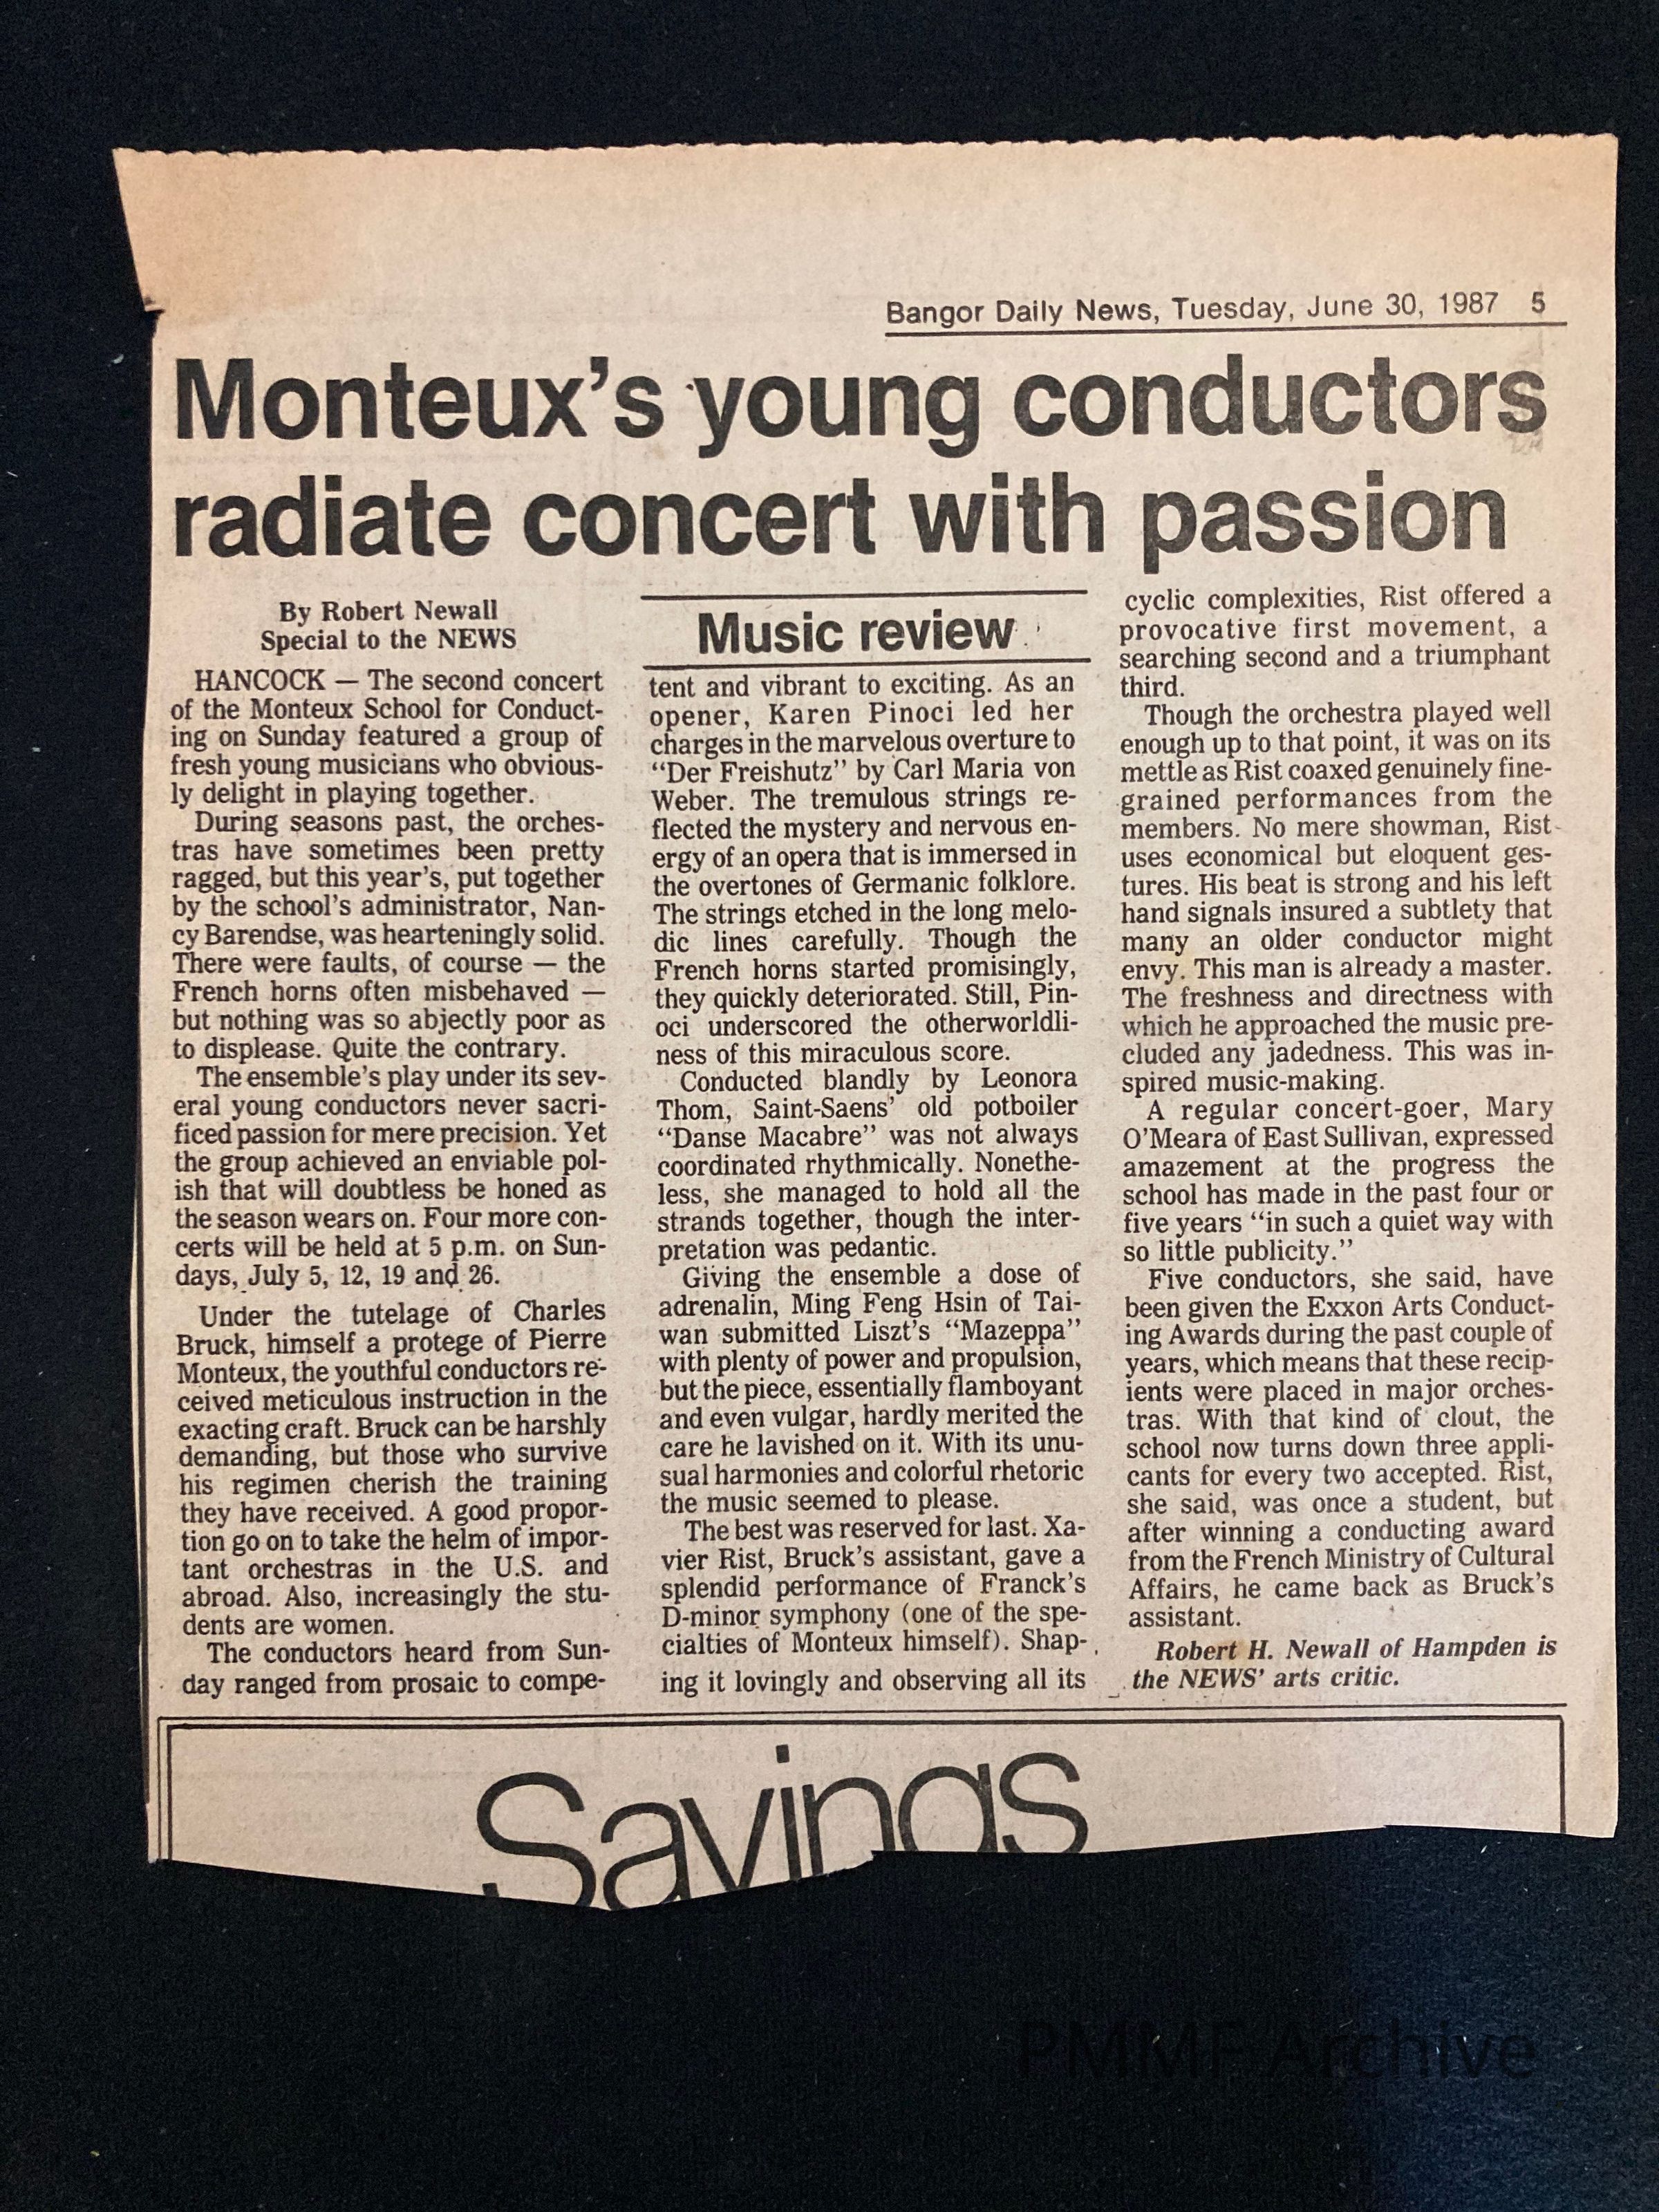 Bangor Daily News, Tuesday, June 30, 1987 5
Monteux's young conductors
radiate concert with passion
By Robert Newall
Special to the NEWS
HANCOCK — The second concert
of the Monteux School for Conduct-
ing on Sunday featured a group of
fresh young musicians who obvious-
ly delight in playing together.
During seasons past, the orches-
tras have sometimes been pretty
ragged, but this year's, put together
by the school's administrator, Nan-
cy Barendse, was hearteningly solid.
There were faults, of course — the
French horns often misbehaved —
but nothing was so abjectly poor as
to displease. Quite the contrary.
The ensemble's play under its sev-
eral young conductors never sacri-
ficed passion for mere precision. Yet
the group achieved an enviable pol-
ish that will doubtless be honed as
the season wears on. Four more con-
certs will be held at 5 p.m. on Sun-
days, July 5, 12, 19 and 26.
Under the tutelage of Charles
Bruck, himself a protege of Pierre
Monteux, the youthful conductors re-
ceived meticulous instruction in the
exacting craft. Bruck can be harshly
demanding, but those who survive
his regimen cherish the training
they have received. A good propor-
tion go on to take the helm of impor-
tant orchestras in the U.S. and
abroad. Also, increasingly the stu-
dents are women.
The conductors heard from Sun-
day ranged from prosaic to compe-
Music review
tent and vibrant to exciting. As an
opener, Karen Pinoci led her
charges in the marvelous overture to
"Der Freishutz" by Carl Maria von
Weber. The tremulous strings re-
flected the mystery and nervous en-
ergy of an opera that is immersed in
the overtones of Germanic folklore.
The strings etched in the long melo-
dic lines carefully. Though the
French horns started promisingly,
they quickly deteriorated. Still, Pin-
oci underscored the otherworldli-
ness of this miraculous score.
Conducted blandly by Leonora
Thom, Saint-Saens' old potboiler
"Danse Macabre" was not always
coordinated rhythmically. Nonethe-
less, she managed to hold all the
strands together, though the inter-
pretation was pedantic.
Giving the ensemble a dose of
adrenalin, Ming Feng Hsin of Tai-
wan submitted Liszt's "Mazeppa"
with plenty of power and propulsion,
but the piece, essentially flamboyant
and even vulgar, hardly merited the
care he lavished on it. With its unu-
sual harmonies and colorful rhetoric
the music seemed to please.
The best was reserved for last. Xa-
vier Rist, Bruck's assistant, gave a
splendid performance of Franck's
D-minor symphony (one of the spe-
cialties of Monteux himself). Shap-
ing it lovingly and observing all its
cyclic complexities, Rist offered a
provocative first movement, a
searching second and a triumphant
third.
Though the orchestra played well
enough up to that point, it was on its
mettle as Rist coaxed genuinely fine-
grained performances from the
members. No mere showman, Rist
uses economical but eloquent ges-
tures. His beat is strong and his left
hand signals insured a subtlety that
many an older conductor might
envy. This man is already a master.
The freshness and directness with
which he approached the music pre-
cluded any jadedness. This was in-
spired music-making.
A regular concert-goer, Mary
O'Meara of East Sullivan, expressed
amazement at the progress the
school has made in the past four or
five years "in such a quiet way with
so little publicity."
Five conductors, she said, have
been given the Exxon Arts Conduct-
ing Awards during the past couple of
years, which means that these recip-
ients were placed in major orches-
tras. With that kind of clout, the
school now turns down three appli-
cants for every two accepted. Rist,
she said, was once a student, but
after winning a conducting award
from the French Ministry of Cultural
Affairs, he came back as Bruck's
assistant.
Robert H. Newall of Hampden is
the NEWS' arts critic.
Savings
PMMF Archive